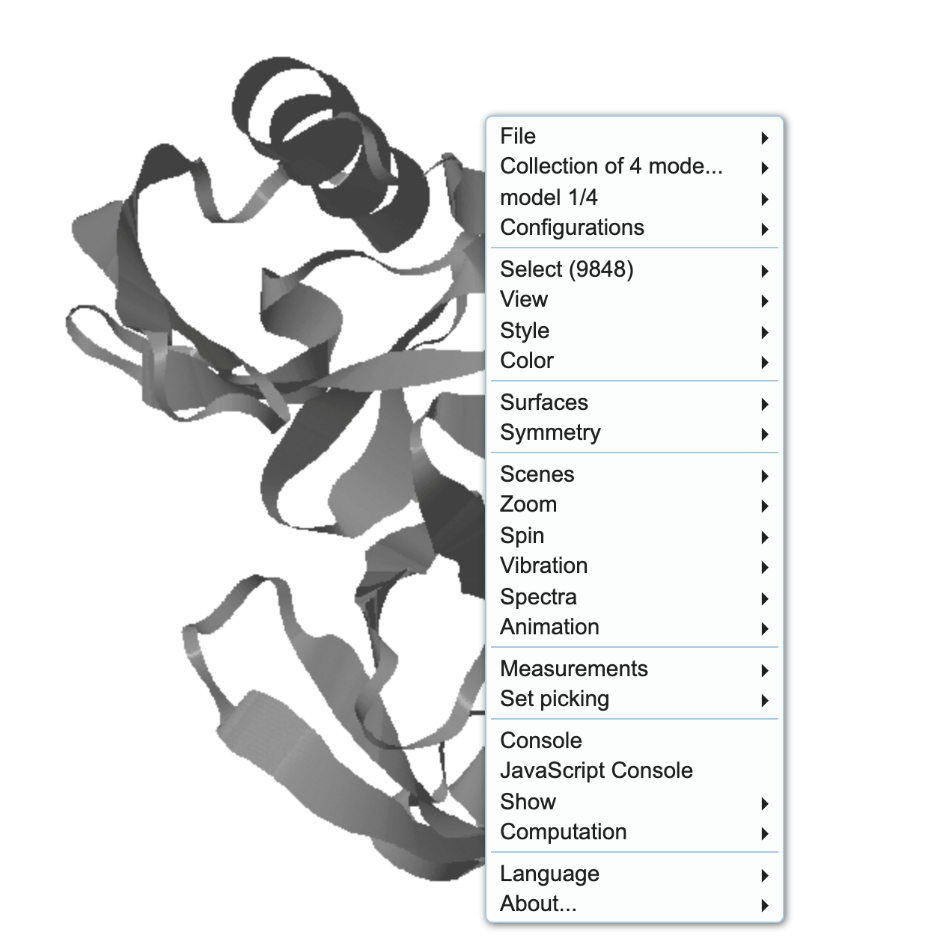 File
Collection of 4 mode...
model 1/4
Configurations
Select (9848)
View
Style
Color
Surfaces
Symmetry
Scenes
Zoom
Spin
Vibration
Spectra
Animation
Measurements
Set picking
Console
JavaScript Console
Show
Computation
Language
About...